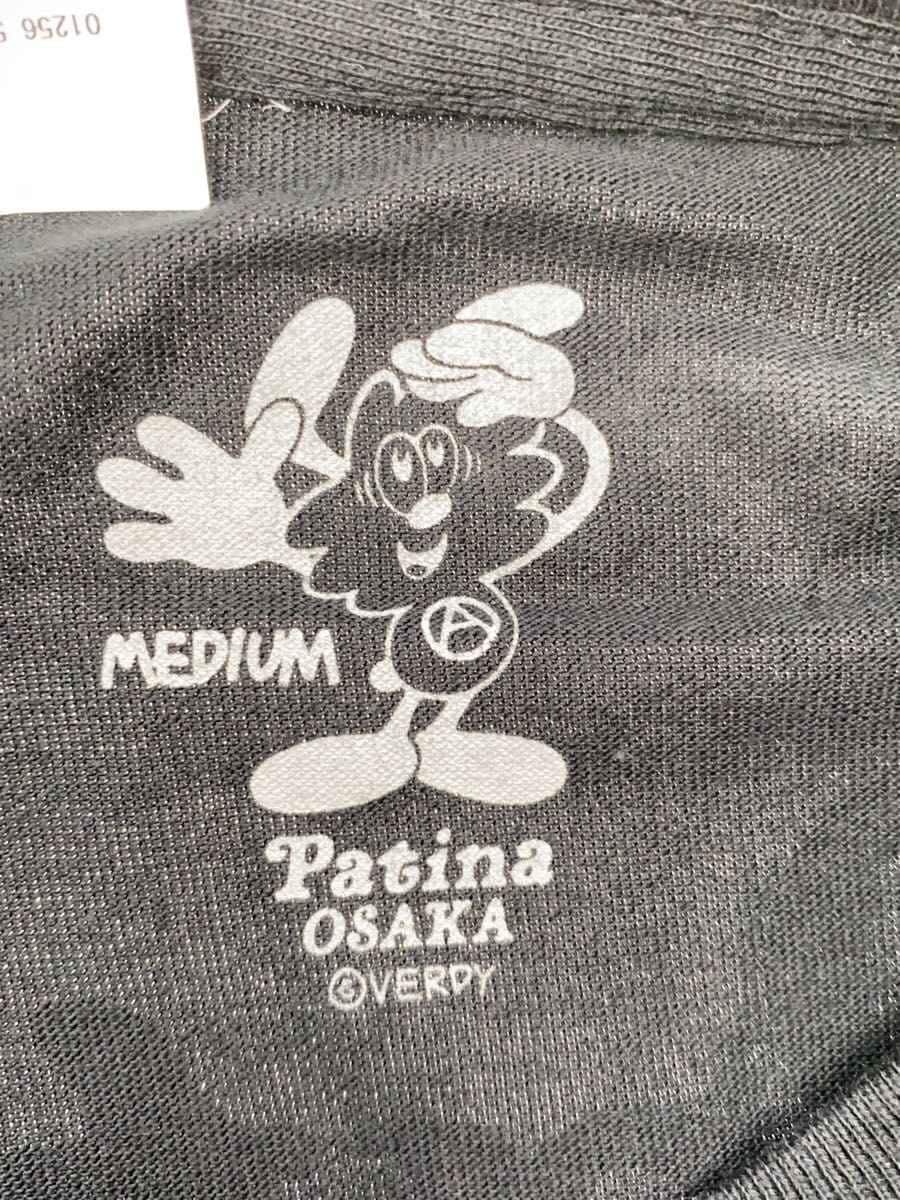 01256
MEDIUM
A
Patina
OSAKA
©VERDY